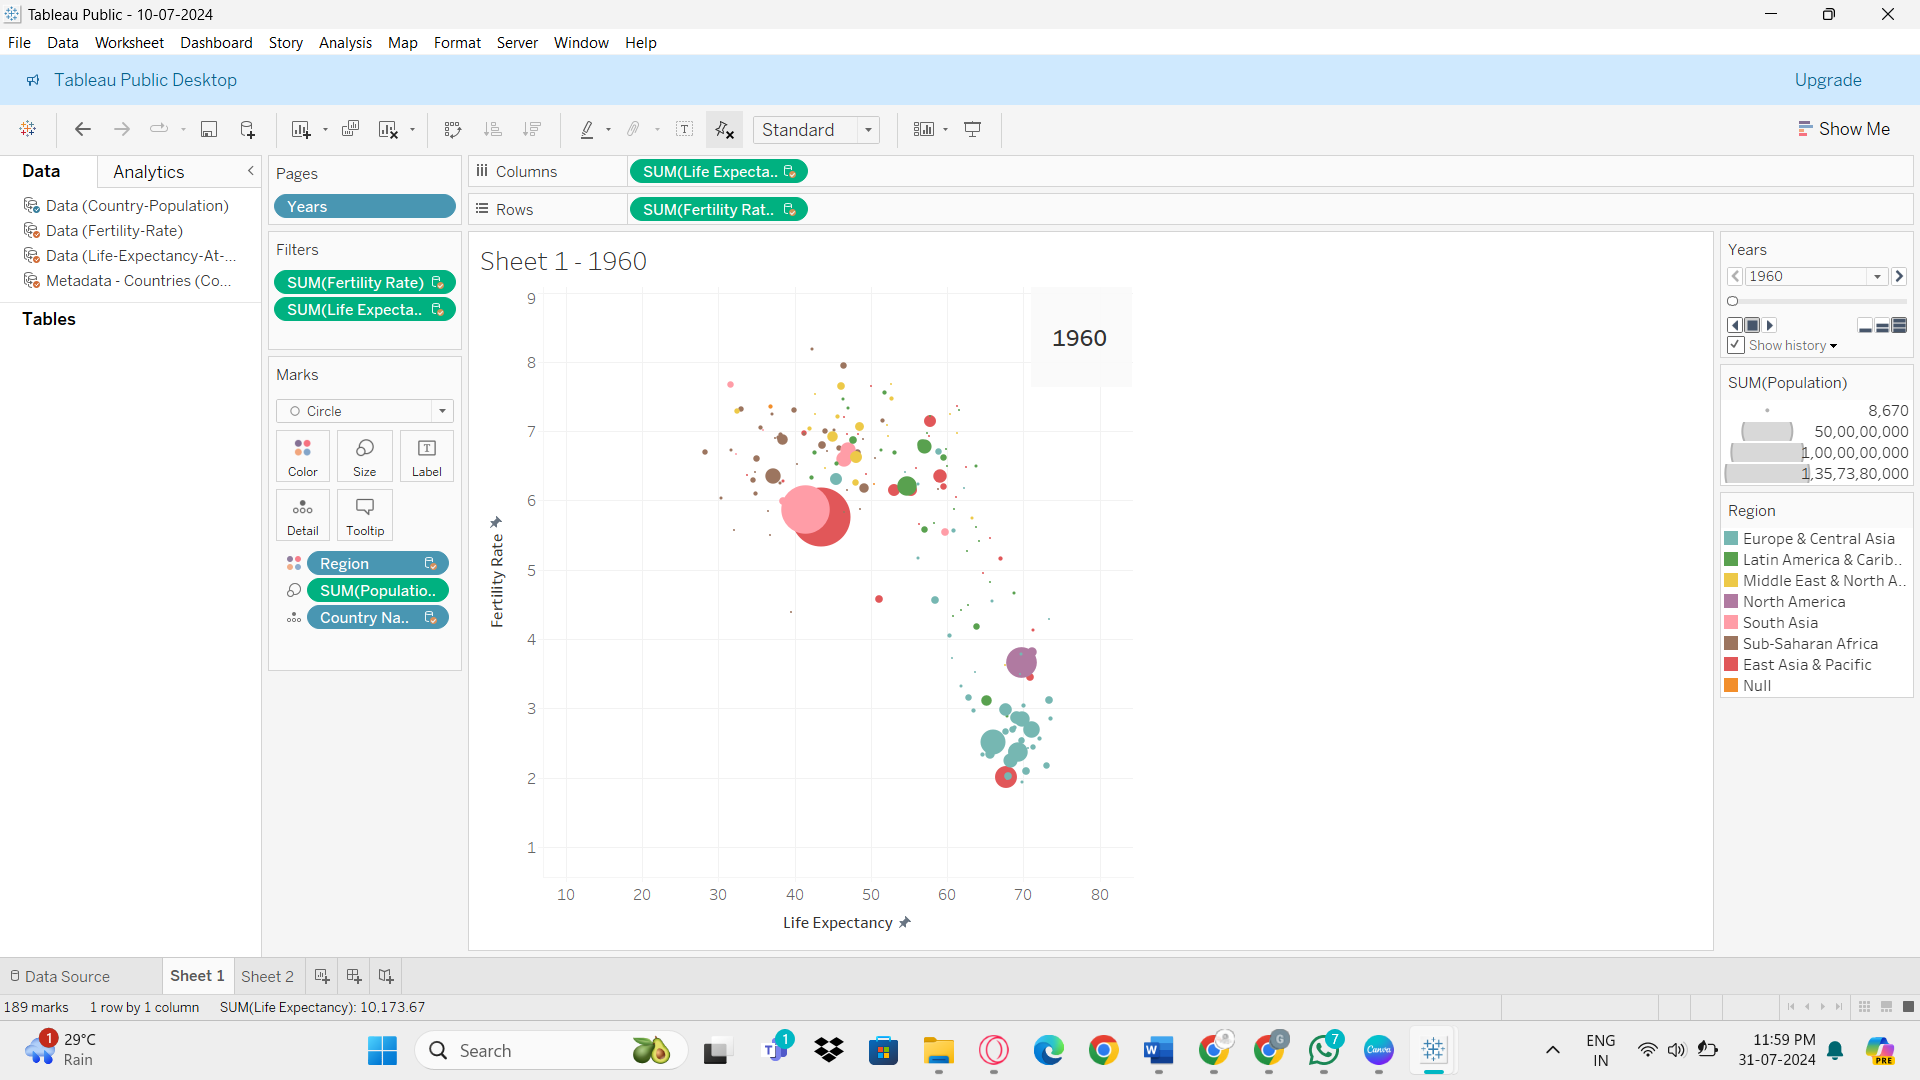 Tableau Public - 10-07-2024
File Data Worksheet Dashboard Story Analysis Map Format Server Window Help
Tableau Public Desktop
Upgrade
Standard
Show Me
Data
Analytics
Data (Country-Population)
Data (Fertility-Rate)
Data (Life-Expectancy-At-...
Metadata - Countries (Co...
Tables
Pages
Years
Filters
SUM(Fertility Rate)
SUM(Life Expecta..
Marks
Circle
Color
Size
Label
Detail
Tooltip
Region
SUM(Populatio..
Country Na..
Columns
SUM(Life Expecta..
Rows
SUM(Fertility Rat..
Sheet 1 - 1960
1960
9
8
7
6
5
4
3
2
1
Fertility Rate
10 20 30 40 50 60 70 80
Life Expectancy
Years
1960
Show history
SUM(Population)
8,670
50,00,00,000
1,00,00,00,000
1,35,73,80,000
Region
Europe & Central Asia
Latin America & Carib..
Middle East & North A..
North America
South Asia
Sub-Saharan Africa
East Asia & Pacific
Null
Data Source
Sheet 1
Sheet 2
189 marks 1 row by 1 column SUM(Life Expectancy): 10,173.67
1
29°C
Rain
Search
1
G
7
Canva
ENG
IN
11:59 PM
31-07-2024
PRE